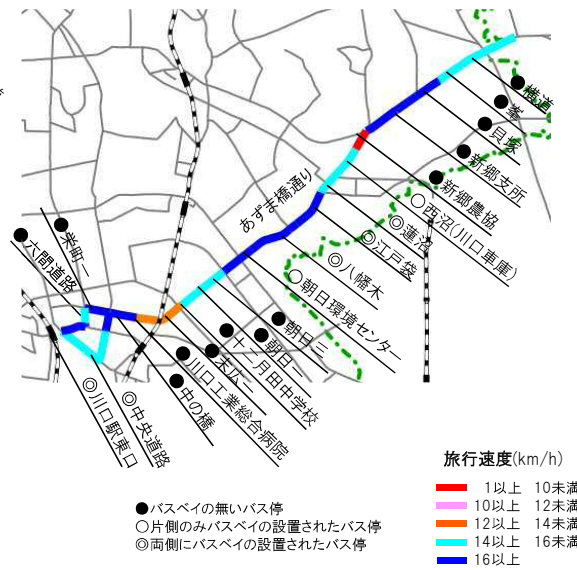 横道
峯
貝塚
新郷支所
新郷農協
西沼(川口車庫)
蓮沼
江戸袋
八幡木
朝日環境センター
あずま橋通り
朝日三
朝日一
十二月田中学校
末広一
川口工業総合病院
中の橋
栄町一
六間道路
中央道路
川口駅東口
旅行速度(km/h)
1以上 10未満
10以上 12未満
12以上 14未満
14以上 16未満
16以上
●バスベイの無いバス停
○片側のみバスベイの設置されたバス停
◎両側にバスベイの設置されたバス停